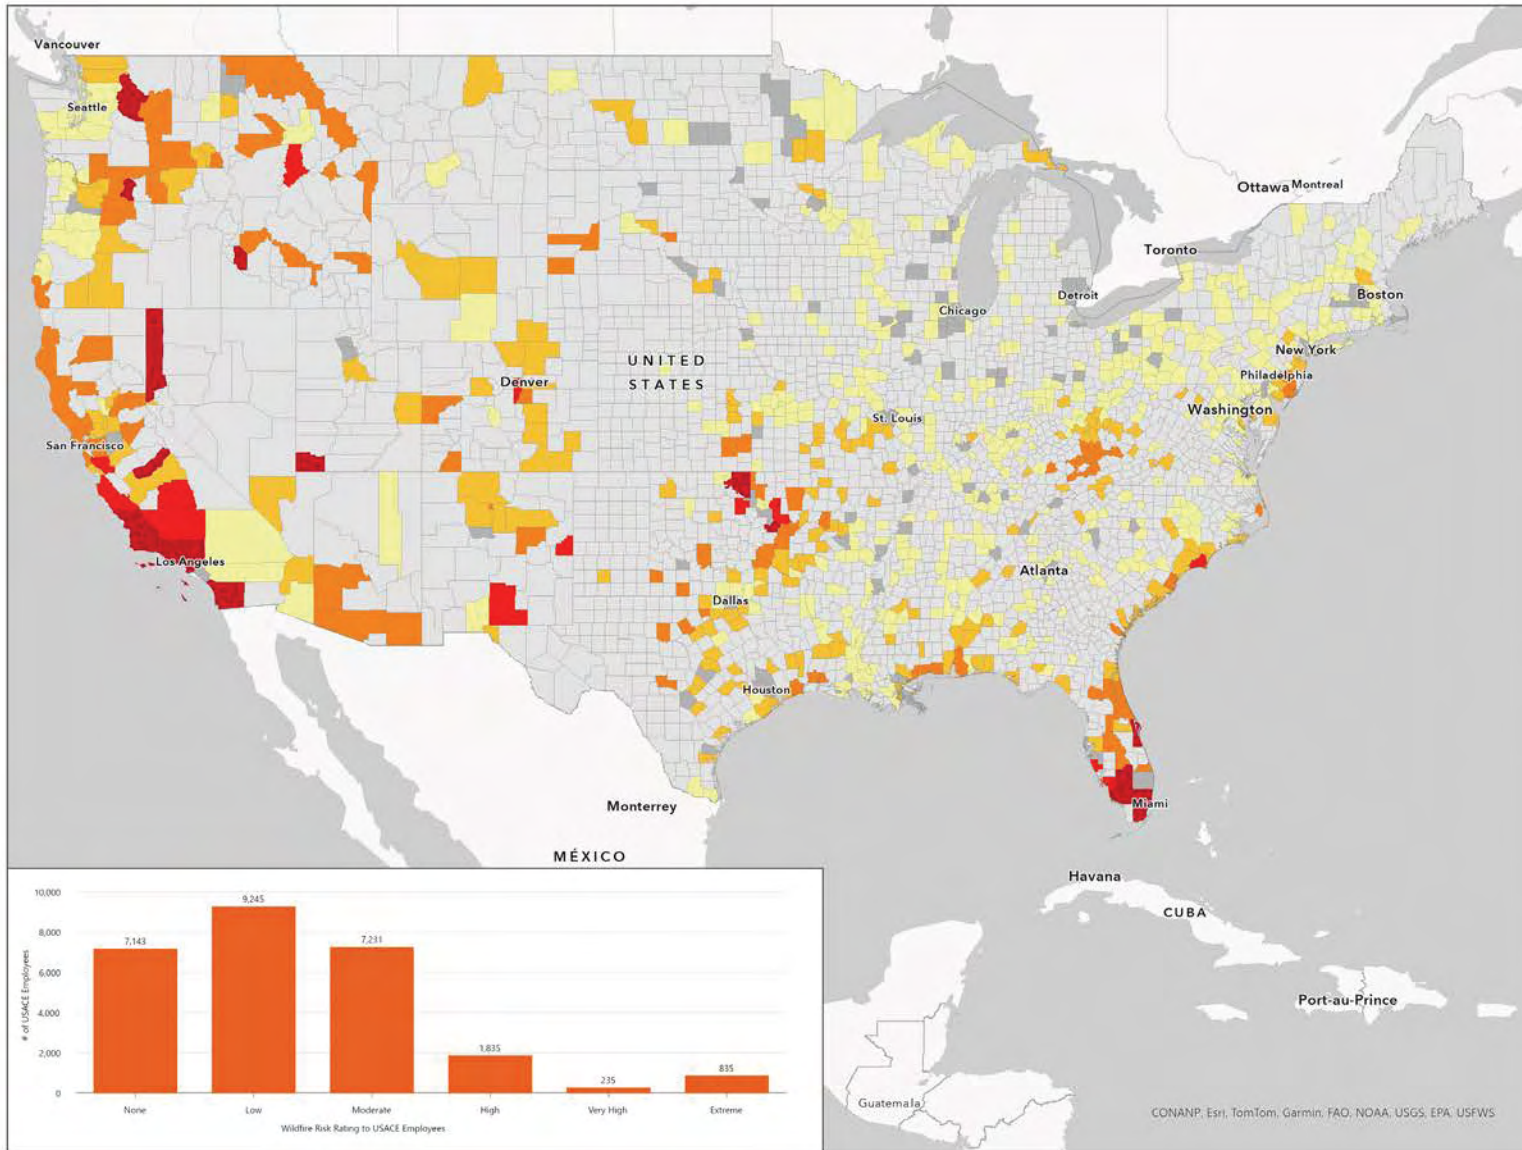 Vancouver
Seattle
Ottawa
Montreal
Toronto
Boston
Detroit
Chicago
New York
UNITED
STATES
Denver
Philadelphia
Washington
St. Louis
San Francisco
Los Angeles
Atlanta
Dallas
Houston
Monterrey
Miami
MÉXICO
Havana
CUBA
Port-au-Prince
Guatemala
CONANP, Esri, TomTom, Garmin, FAO, NOAA, USGS, EPA, USFWS
# of USACE Employees
10,000
8,000
6,000
4,000
2,000
0
7,143
9,245
7,231
1,835
235
835
None
Low
Moderate
High
Very High
Extreme
Wildfire Risk Rating to USACE Employees